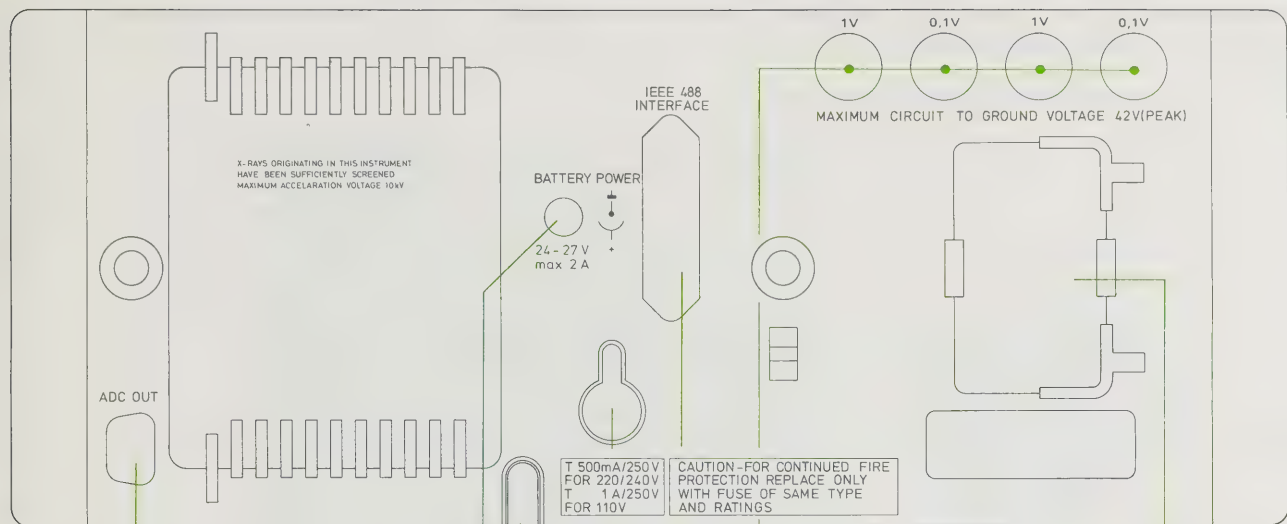 1V 0,1V 1V 0,1V
MAXIMUM CIRCUIT TO GROUND VOLTAGE 42V(PEAK)
IEEE 488
INTERFACE
X-RAYS ORIGINATING IN THIS INSTRUMENT
HAVE BEEN SUFFICIENTLY SCREENED
MAXIMUM ACCELARATION VOLTAGE 10kV
BATTERY POWER
+
24-27 V
max 2 A
ADC OUT
T 500mA/250V
FOR 220/240V
T 1A/250V
FOR 110V
CAUTION-FOR CONTINUED FIRE
PROTECTION REPLACE ONLY
WITH FUSE OF SAME TYPE
AND RATINGS